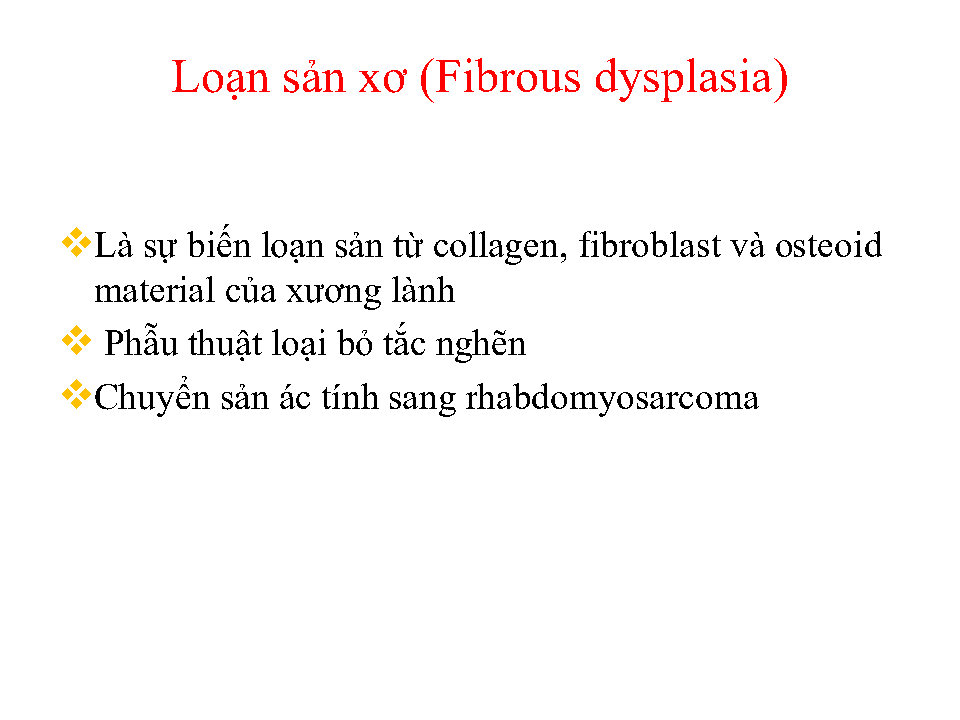 Loạn sản xơ (Fibrous dysplasia)
Là sự biến loạn sản từ collagen, fibroblast và osteoid
material của xương lành
Phẫu thuật loại bỏ tắc nghẽn
Chuyển sản ác tính sang rhabdomyosarcoma